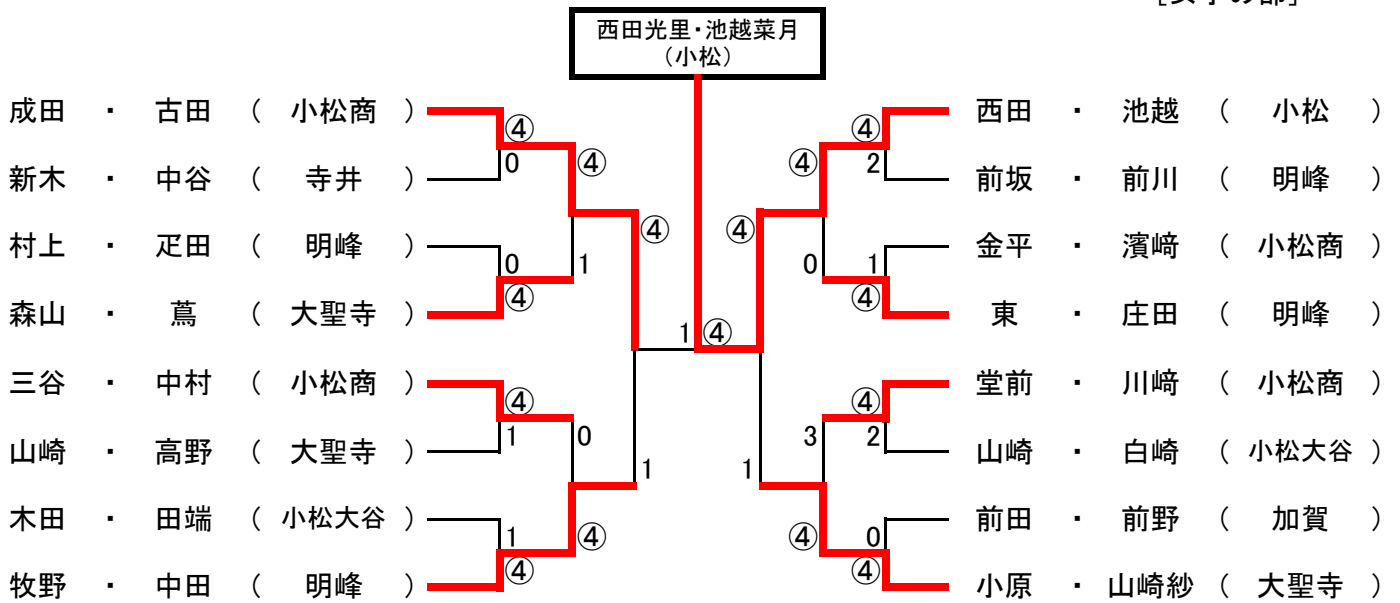 [女子の部]
西田光里・池越菜月
（小松）
成田 ・ 古田 （ 小松商 ）
④
0
新木 ・ 中谷 （ 寺井 ）
④
村上 ・ 疋田 （ 明峰 ）
0
④
1
森山 ・ 蔦 （ 大聖寺 ）
④
三谷 ・ 中村 （ 小松商 ）
④
1
山崎 ・ 高野 （ 大聖寺 ）
0
木田 ・ 田端 （ 小松大谷 ）
1
④
④
牧野 ・ 中田 （ 明峰 ）
1
1
④
西田 ・ 池越 （ 小松 ）
④
2
前坂 ・ 前川 （ 明峰 ）
④
金平 ・ 濱﨑 （ 小松商 ）
1
④
0
東 ・ 庄田 （ 明峰 ）
④
堂前 ・ 川﨑 （ 小松商 ）
④
2
山崎 ・ 白崎 （ 小松大谷 ）
3
前田 ・ 前野 （ 加賀 ）
0
④
④
小原 ・ 山崎紗 （ 大聖寺 ）
1